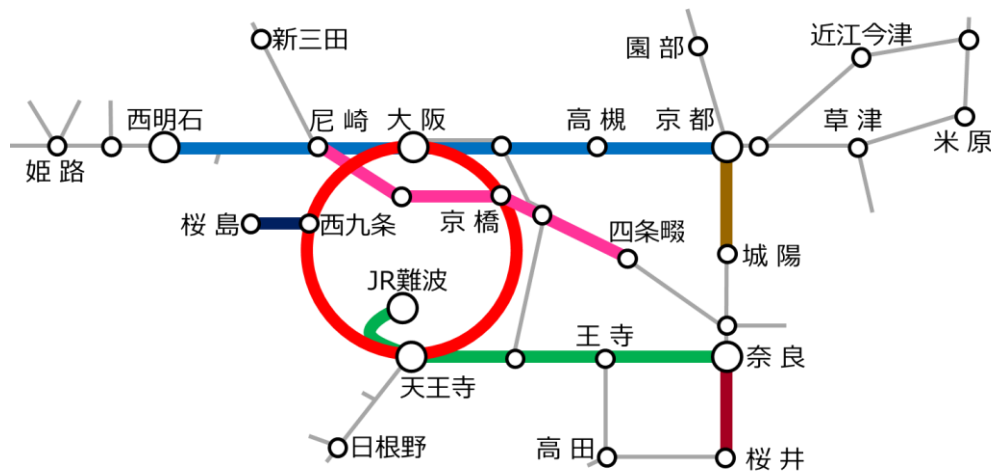 新三田
園部
近江今津
西明石
尼崎
大阪
高槻
京都
草津
米原
姫路
桜島
西九条
京橋
四条畷
城陽
JR難波
王寺
奈良
天王寺
日根野
高田
桜井